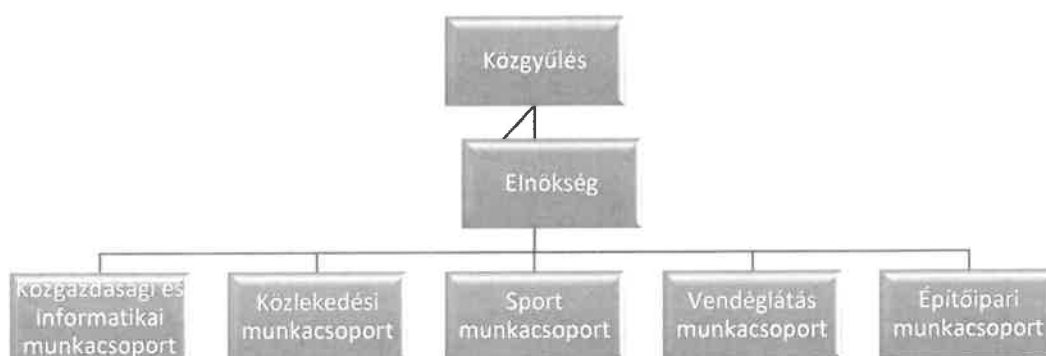 Közgyűlés
Elnökség
Közgazdasági és
informatikai
munkacsoport
Közlekedési
munkacsoport
Sport
munkacsoport
Vendéglátás
munkacsoport
Építőipari
munkacsoport